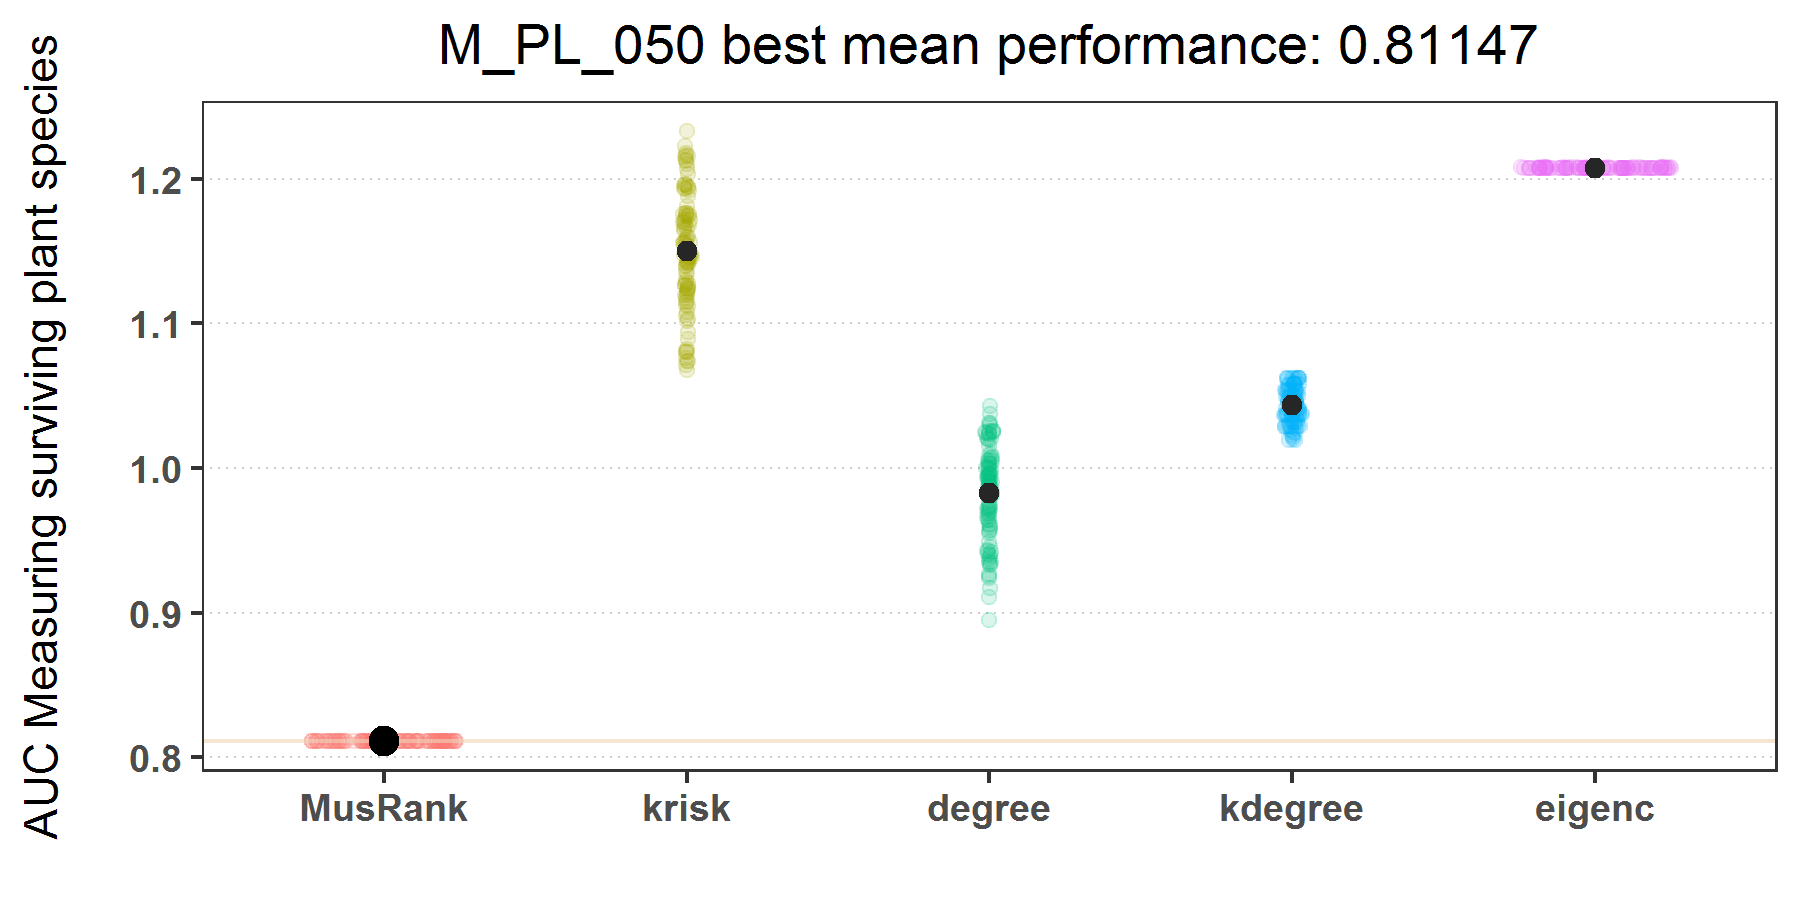 M_PL_050 best mean performance: 0.81147
AUC Measuring surviving plant species
1.2
1.1
1.0
0.9
0.8
MusRank krisk degree kdegree eigenc